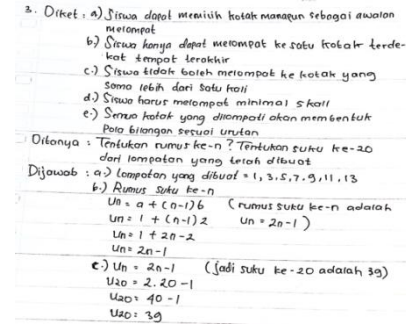 3. Diket : a) Siswa dapat memilih kotak manapun sebagai awalan
melompat
b.) Siswa hanya dapat melompat ke satu kotak terde-
kat tempat terakhir
c.) Siswa tidak boleh melompat ke kotak yang
sama lebih dari satu kali
d.) Siswa harus melompat minimal 5 kali
e.) Semua kotak yang dilompati akan membentuk
Pola bilangan sesuai urutan
Ditanya : Tentukan rumus ke-n ? Tentukan suku ke-20
dari lompatan yang telah dibuat
Dijawab : a.) lompatan yang dibuat = 1, 3, 5, 7, 9, 11, 13
b.) Rumus suku ke-n
Un = a + (n-1) b (rumus suku ke-n adalah
Un = 1 + (n-1) 2 Un = 2n-1)
Un = 1 + 2n - 2
Un = 2n-1
c.) Un = 2n-1 (jadi suku ke-20 adalah 39)
U20 = 2.20-1
U20 = 40-1
U20 = 39